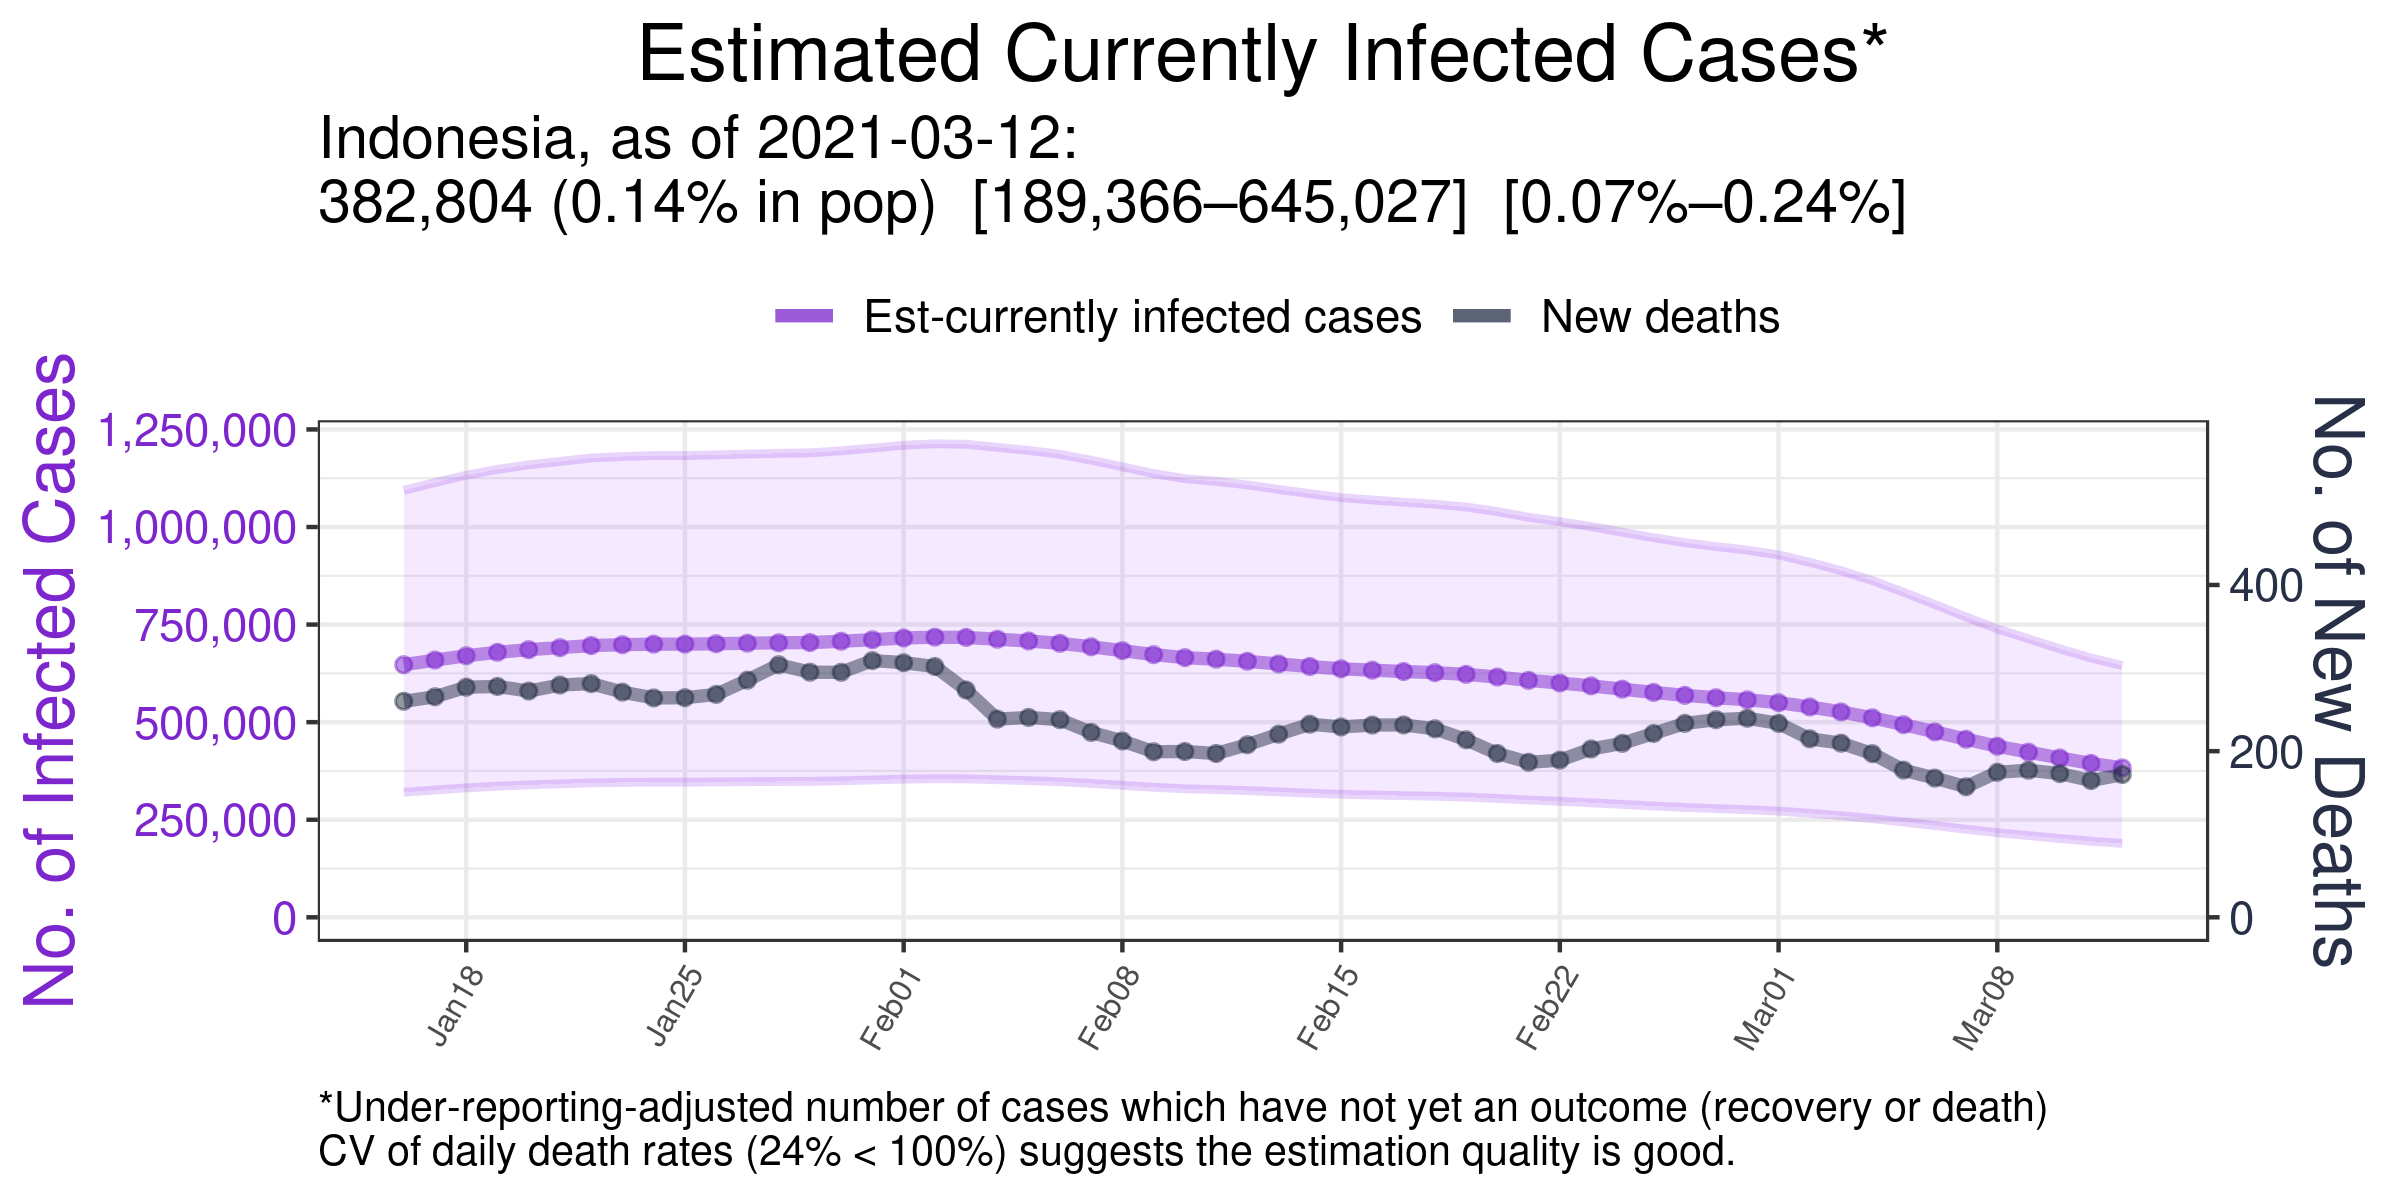 Estimated Currently Infected Cases*
Indonesia, as of 2021-03-12:
382,804 (0.14% in pop)  [189,366–645,027]  [0.07%–0.24%]
Est-currently infected cases
New deaths
No. of Infected Cases
1,250,000
1,000,000
750,000
500,000
250,000
0
No. of New Deaths
400
200
0
Jan18
Jan25
Feb01
Feb08
Feb15
Feb22
Mar01
Mar08
*Under-reporting-adjusted number of cases which have not yet an outcome (recovery or death)
CV of daily death rates (24% < 100%) suggests the estimation quality is good.